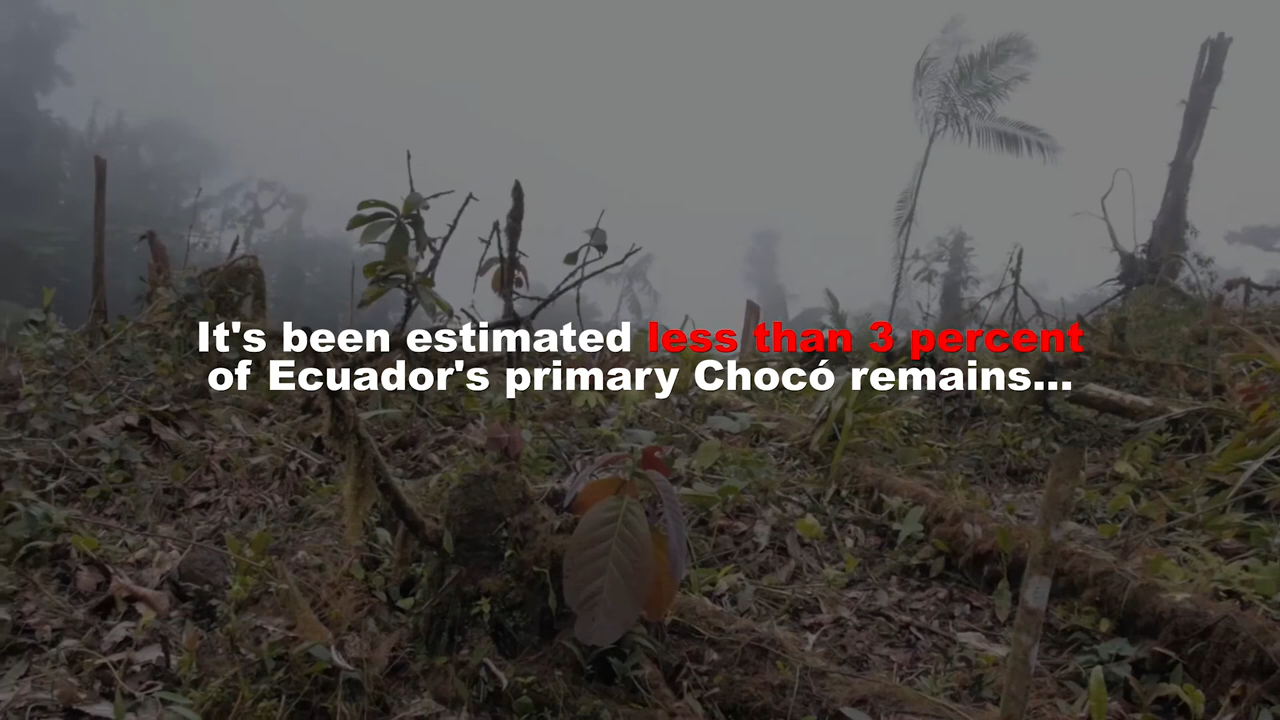 It's been estimated less than 3 percent
of Ecuador's primary Chocó remains...